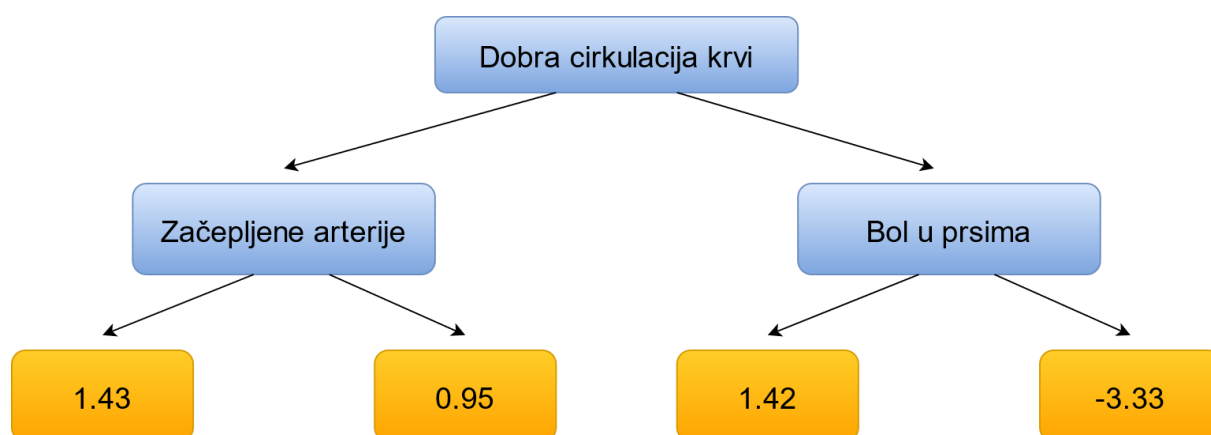 Dobra cirkulacija krvi
Začepljene arterije
Bol u prsima
1.43
0.95
1.42
-3.33